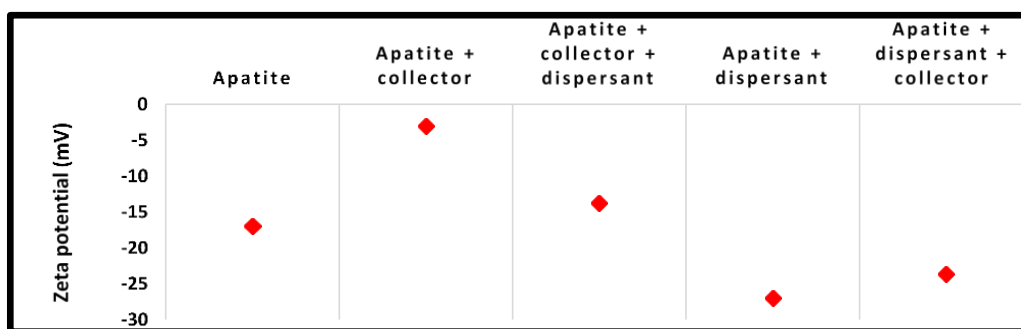 Apatite
Apatite +
collector
Apatite +
collector +
dispersant
Apatite +
dispersant
Apatite +
dispersant +
collector
Zeta potential (mV)
0
-5
-10
-15
-20
-25
-30